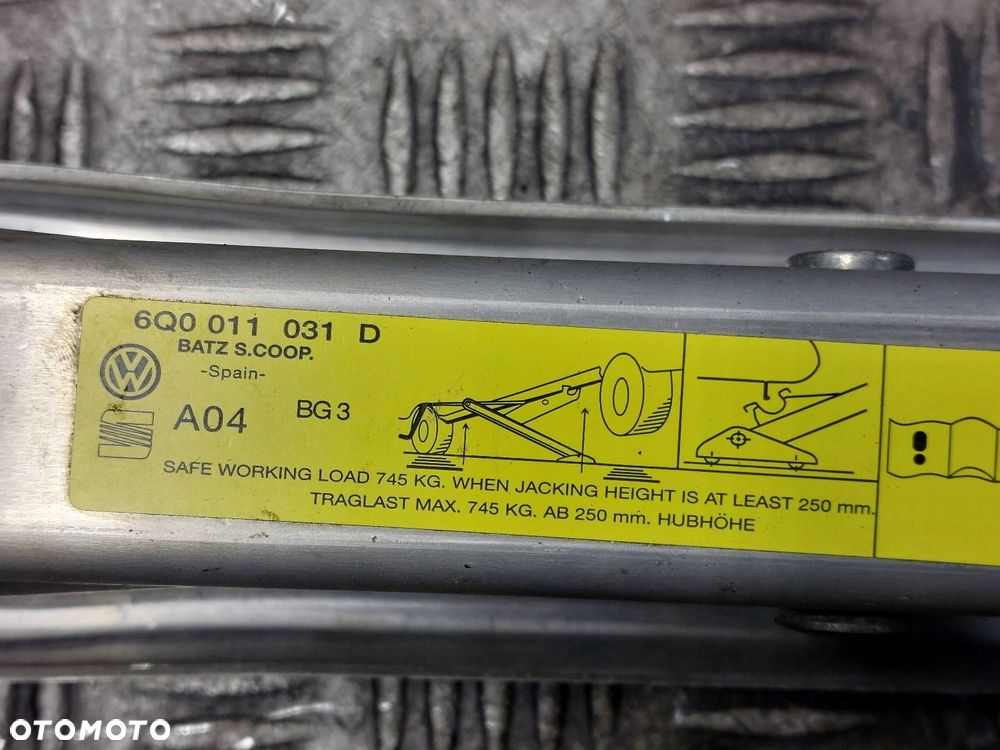 6Q0 011 031 D
BATZ S.COOP.
-Spain-
A04
BG 3
SAFE WORKING LOAD 745 KG. WHEN JACKING HEIGHT IS AT LEAST 250 mm.
TRAGLAST MAX. 745 KG. AB 250 mm. HUBHÖHE
OTOMOTO